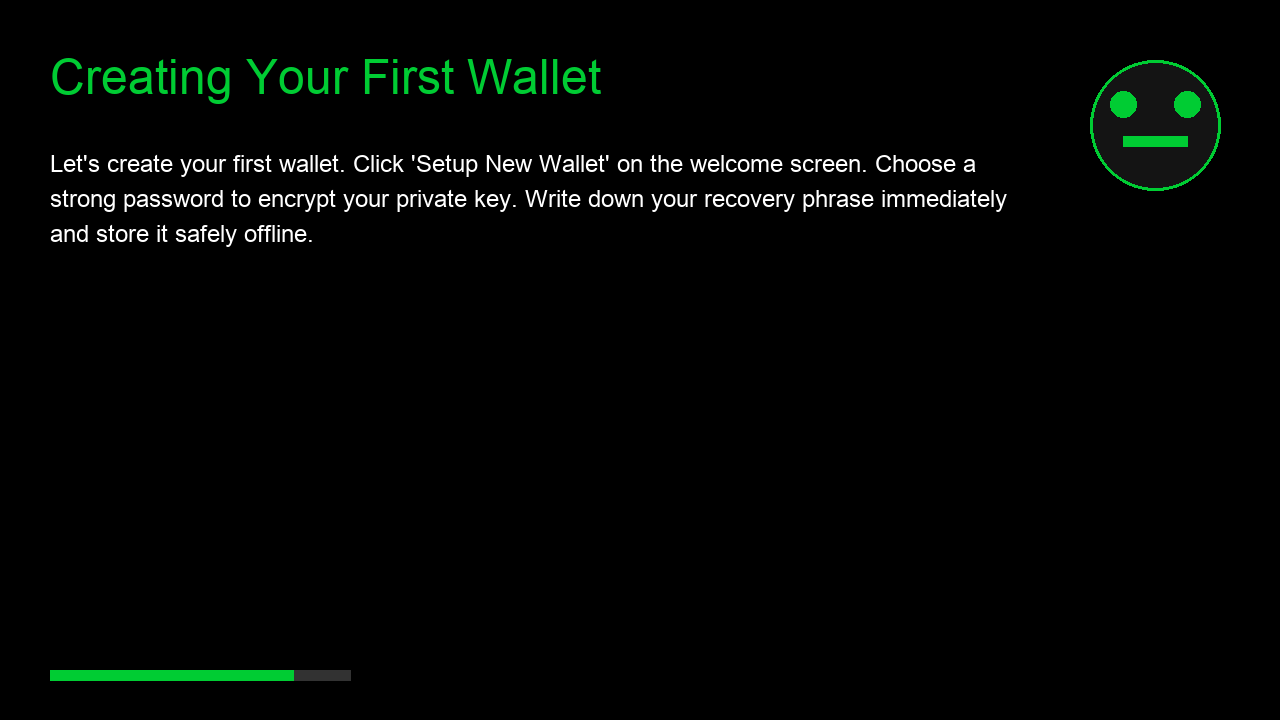 Creating Your First Wallet
Let's create your first wallet. Click 'Setup New Wallet' on the welcome screen. Choose a
strong password to encrypt your private key. Write down your recovery phrase immediately
and store it safely offline.